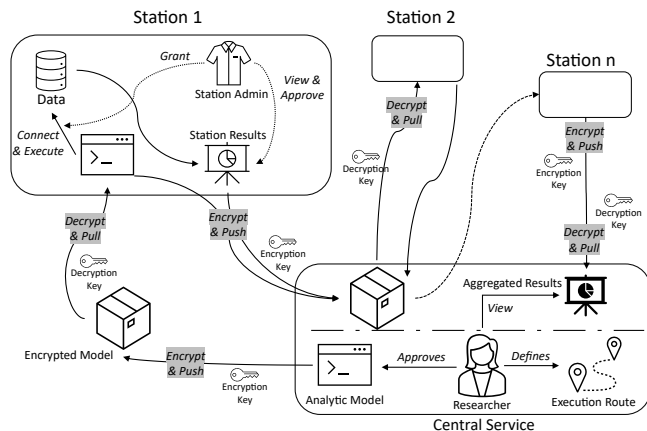 Station 1
Station 2
Station n
Grant
Data
Station Admin
View &
Approve
Connect
& Execute
Station Results
Decrypt
& Pull
Decryption
Key
Encrypt
& Push
Encryption
Key
Decrypt
& Pull
Decryption
Key
Encrypt
& Push
Encryption
Key
Decryption
Key
Decrypt
& Pull
Encrypted Model
Encrypt
& Push
Encryption
Key
Aggregated Results
View
Approves
Defines
Analytic Model
Researcher
Execution Route
Central Service